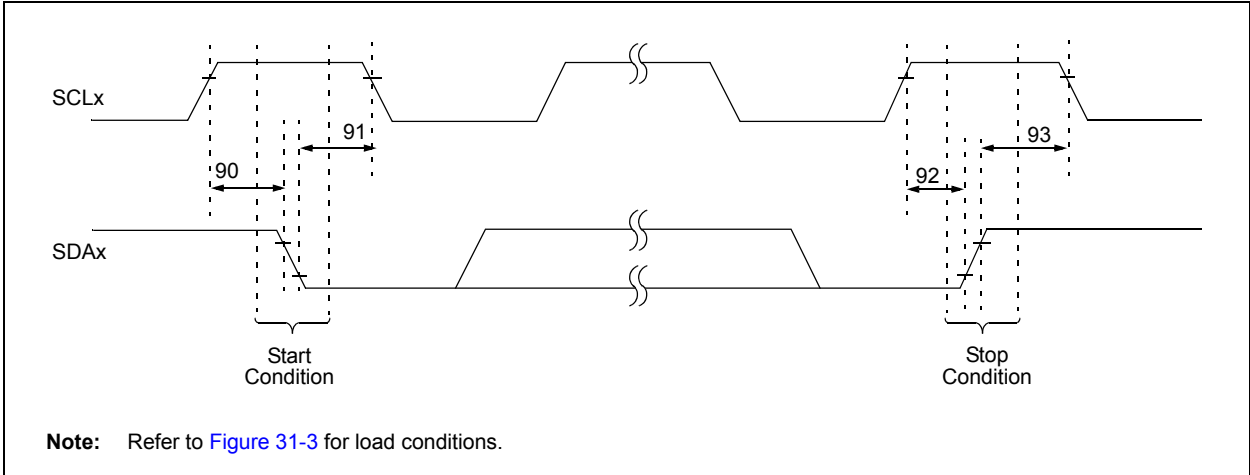 SCLx
91
93
90
92
SDAx
Start
Condition
Stop
Condition
Note: Refer to Figure 31-3 for load conditions.